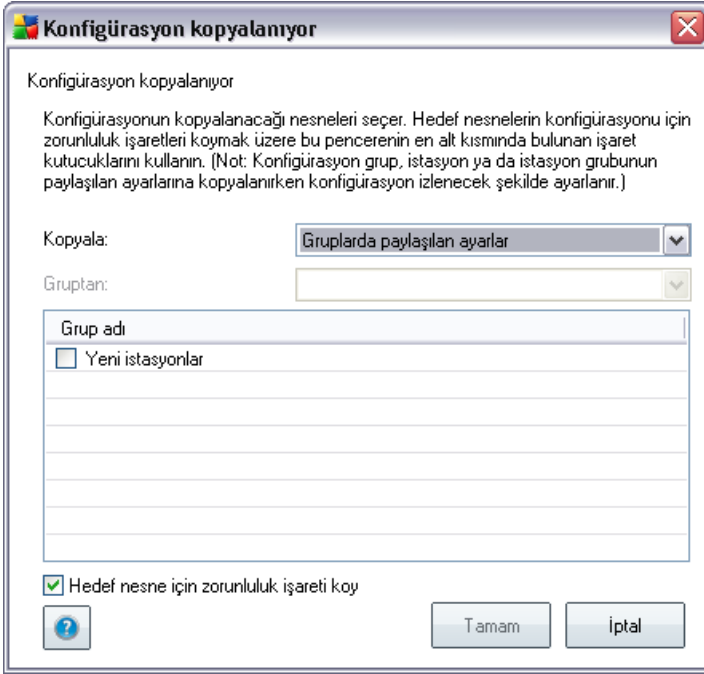 Konfigürasyon kopyalanıyor
Konfigürasyon kopyalanıyor
Konfigürasyonun kopyalanacağı nesneleri seçer. Hedef nesnelerin konfigürasyonu için
zorunluluk işaretleri koymak üzere bu pencerenin en alt kısmında bulunan işaret
kutucuklarını kullanın. (Not: Konfigürasyon grup, istasyon ya da istasyon grubunun
paylaşılan ayarlarına kopyalanırken konfigürasyon izlenecek şekilde ayarlanır.)
Kopyala: Gruplarda paylaşılan ayarlar
Gruptan:
Grup adı
Yeni istasyonlar
Hedef nesne için zorunluluk işareti koy
? Tamam İptal